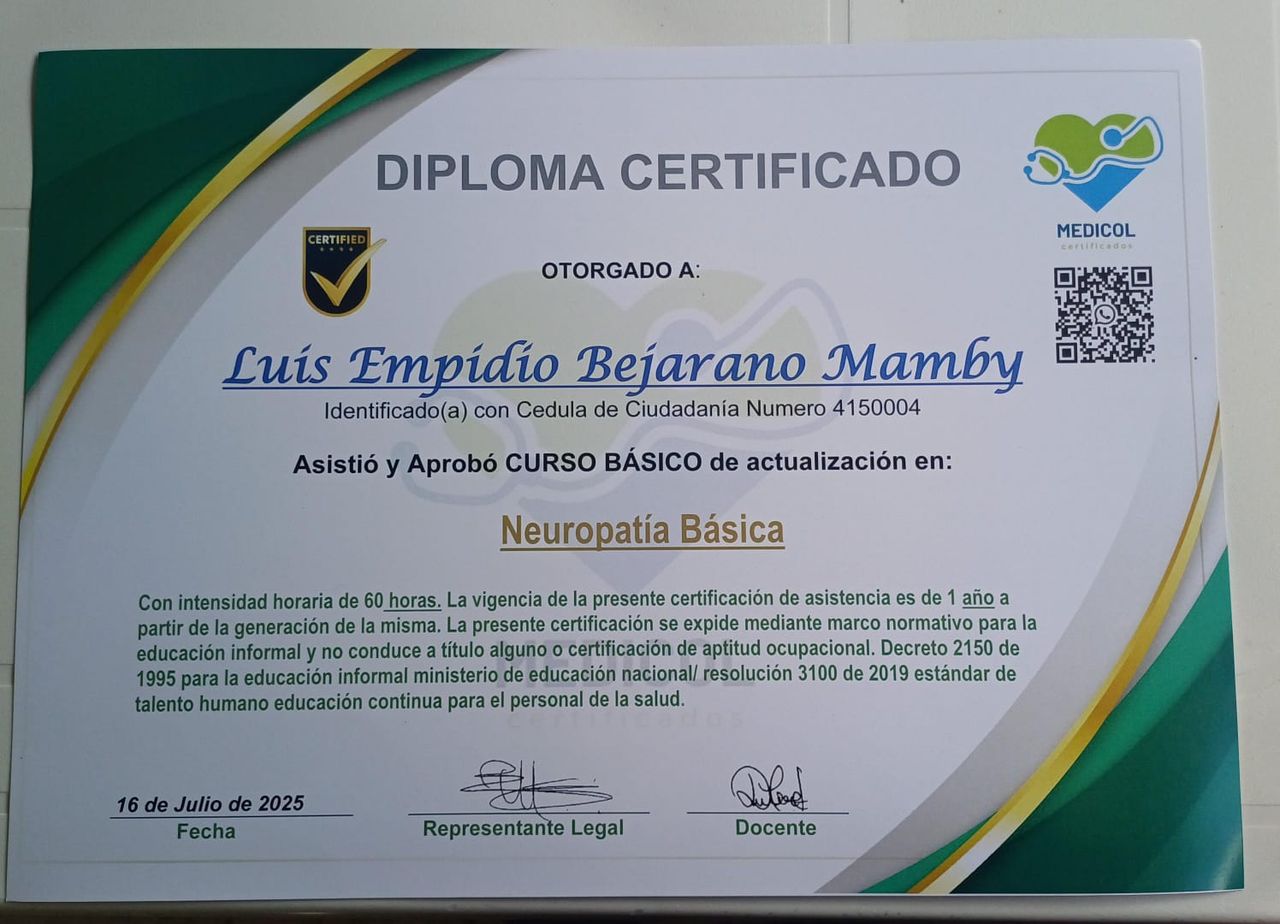 DIPLOMA CERTIFICADO
CERTIFIED
MEDICOL
certificados
OTORGADO A:
Luis Empidio Bejarano Mamby
Identificado(a) con Cedula de Ciudadanía Numero 4150004
Asistió y Aprobó CURSO BÁSICO de actualización en:
Neuropatía Básica
Con intensidad horaria de 60 horas. La vigencia de la presente certificación de asistencia es de 1 año a
partir de la generación de la misma. La presente certificación se expide mediante marco normativo para la
educación informal y no conduce a título alguno o certificación de aptitud ocupacional. Decreto 2150 de
1995 para la educación informal ministerio de educación nacional/ resolución 3100 de 2019 estándar de
talento humano educación continua para el personal de la salud.
MEDICOL
certificados
16 de Julio de 2025
Fecha
Representante Legal
Docente